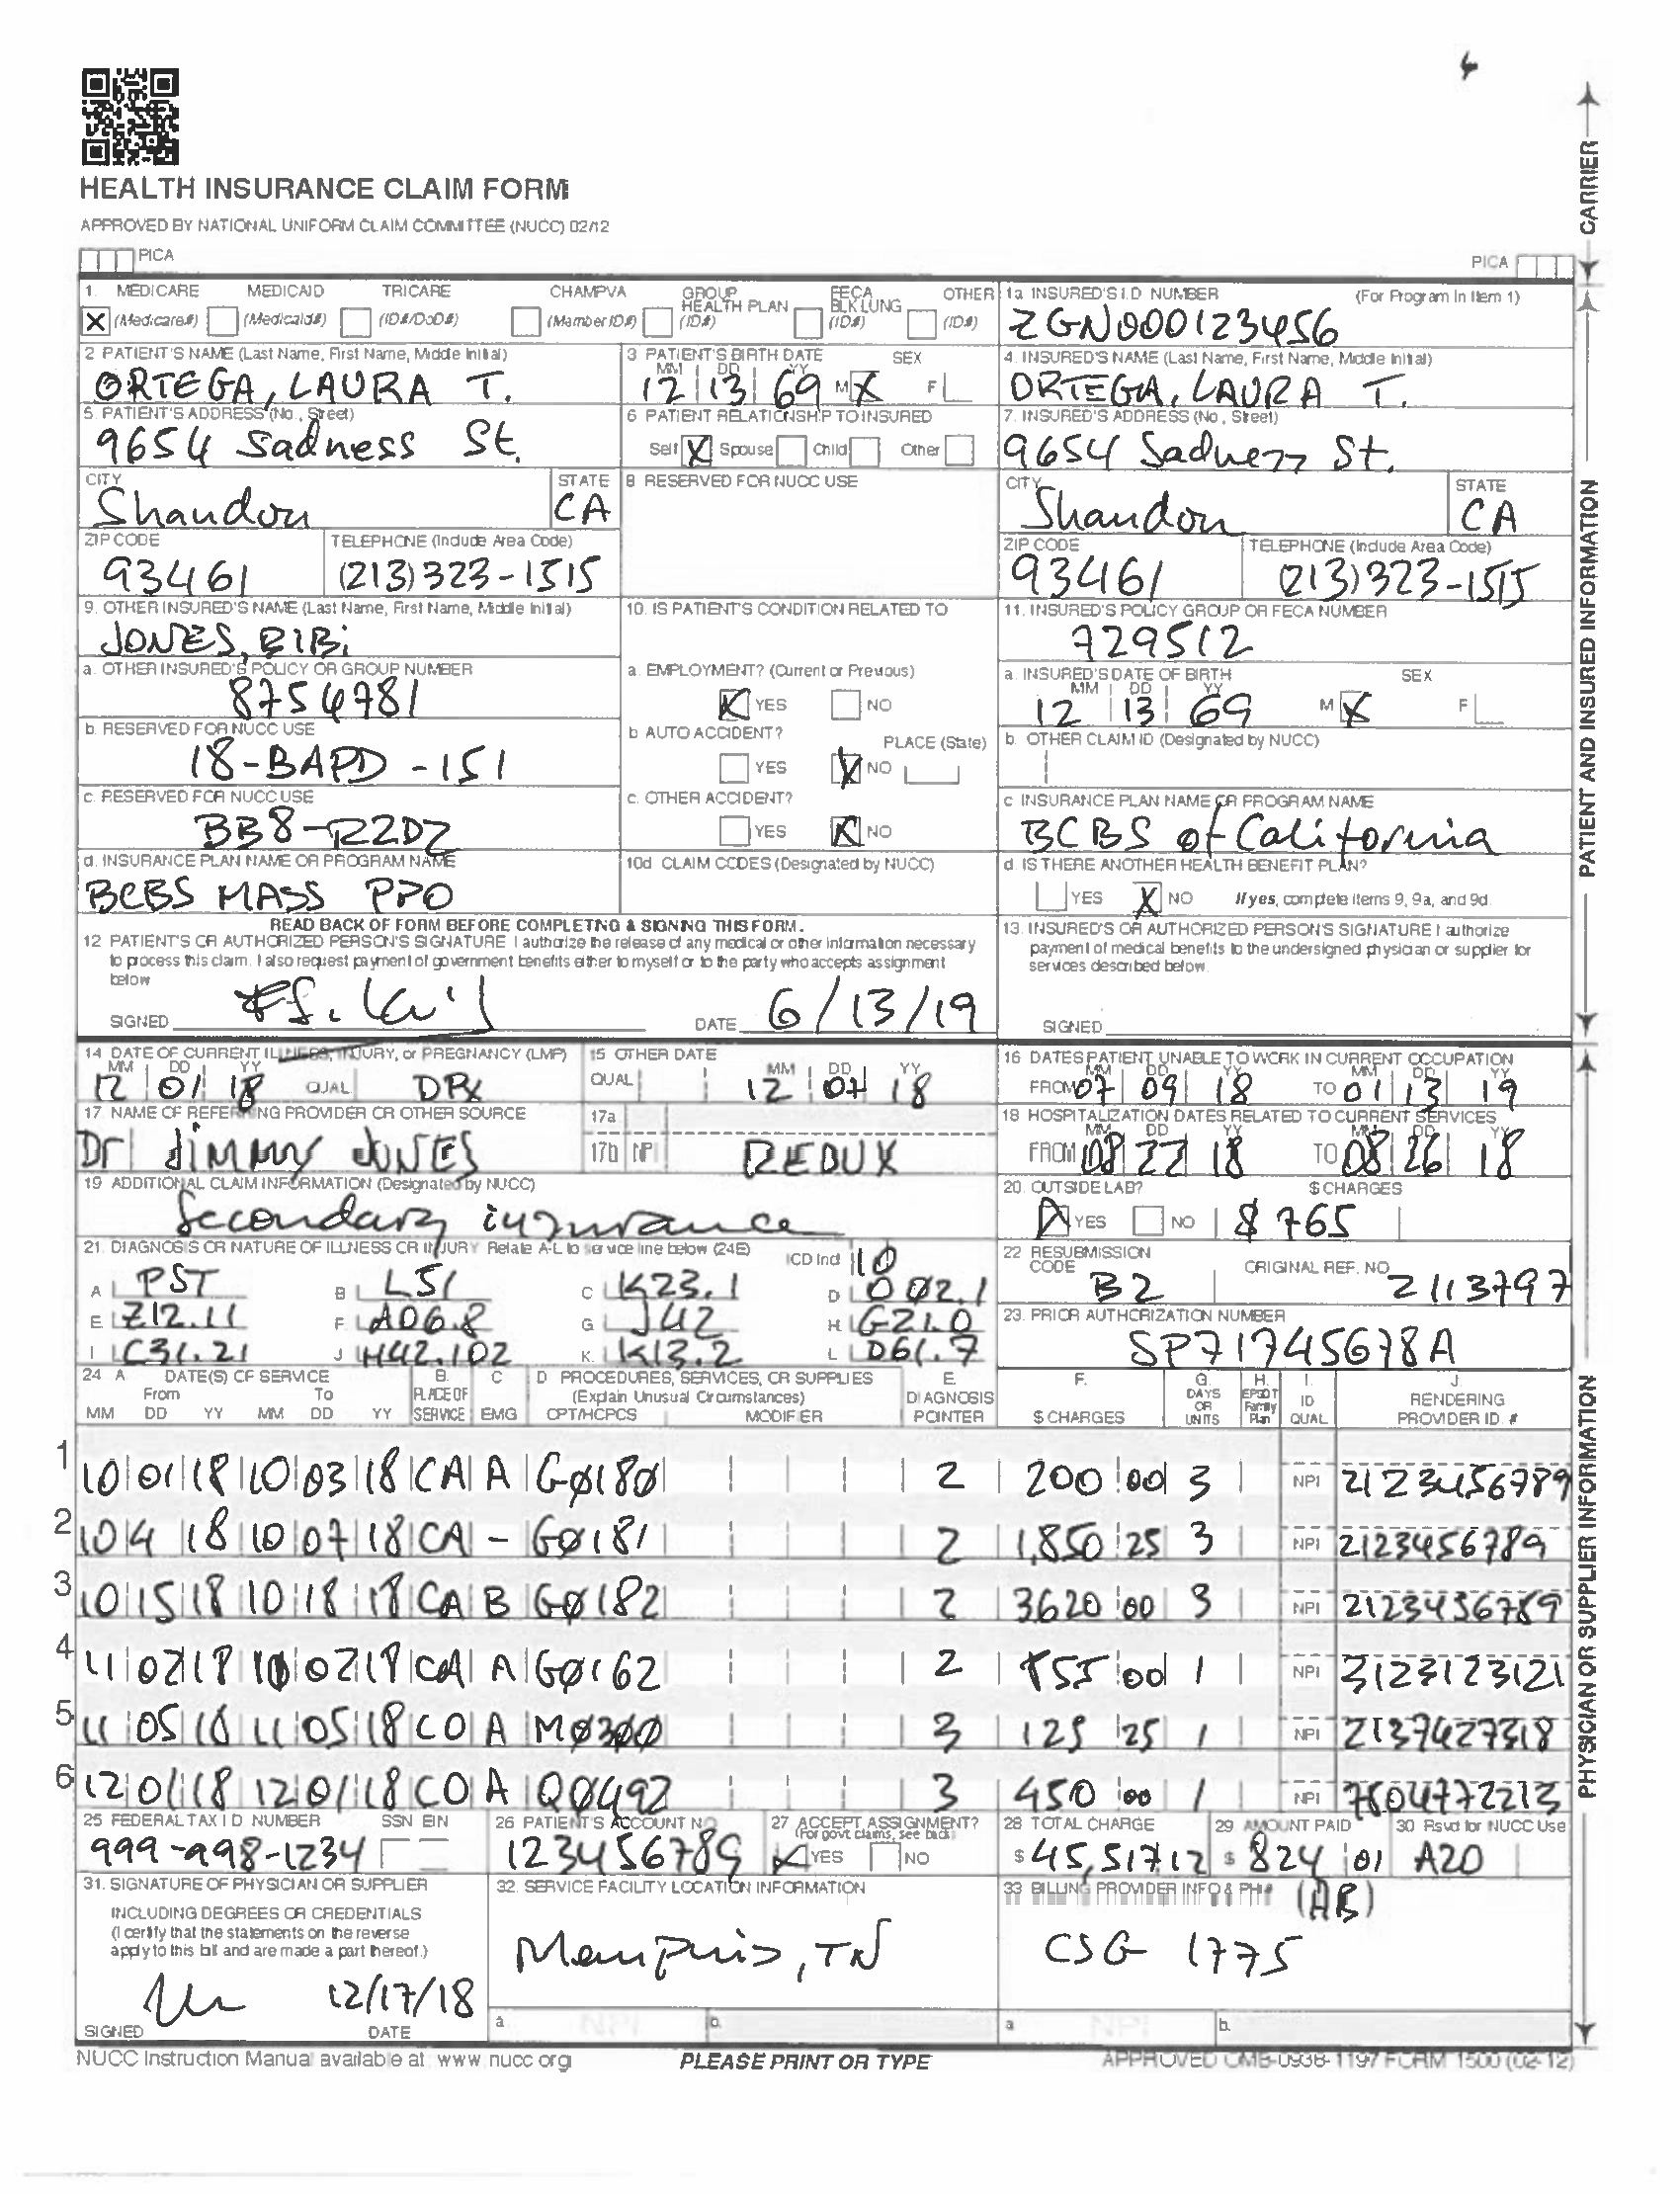 HEALTH INSURANCE CLAIM FORM
APPROVED BY NATIONAL UNIFORM CLAIM COMMITTEE (NUCC) 02/12
PICA PICA
CARRIER
1. MEDICARE MEDICAID TRICARE CHAMPVA GROUP HEALTH PLAN FECA BLK LUNG OTHER
X (Medicare#) (Medicaid#) (ID#/DoD#) (Member ID#) (ID#) (ID#) (ID#)
1a INSURED'S I.D NUMBER (For Program in Item 1)
ZGN000123456
2 PATIENT'S NAME (Last Name, First Name, Middle Initial)
ORTEGA, LAURA T.
3 PATIENT'S BIRTH DATE SEX
MM DD YY
12 13 69 M X F
4. INSURED'S NAME (Last Name, First Name, Middle Initial)
ORTEGA, LAURA T.
5. PATIENT'S ADDRESS (No., Street)
9654 Sadness St.
6 PATIENT RELATIONSHIP TO INSURED
Self X Spouse Child Other
7. INSURED'S ADDRESS (No, Street)
9654 Sadness St.
CITY STATE
Shandon CA
8 RESERVED FOR NUCC USE
CITY STATE
Shandon CA
ZIP CODE TELEPHONE (Include Area Code)
93461 (213) 323-1515
ZIP CODE TELEPHONE (Include Area Code)
93461 (213) 323-1515
9. OTHER INSURED'S NAME (Last Name, First Name, Middle Initial)
JONES, BIBi
10. IS PATIENT'S CONDITION RELATED TO
11. INSURED'S POLICY GROUP OR FECA NUMBER
729512
a. OTHER INSURED'S POLICY OR GROUP NUMBER
8754781
a. EMPLOYMENT? (Current or Previous)
X YES NO
a. INSURED'S DATE OF BIRTH SEX
MM DD YY
12 13 69 M X F
b. RESERVED FOR NUCC USE
18-BAPD-151
b AUTO ACCIDENT? PLACE (State)
YES X NO
b. OTHER CLAIM ID (Designated by NUCC)
c. RESERVED FOR NUCC USE
BB8-R2D2
c. OTHER ACCIDENT?
YES X NO
c INSURANCE PLAN NAME OR PROGRAM NAME
BCBS of California
d. INSURANCE PLAN NAME OR PROGRAM NAME
BCBS MASS PPO
10d CLAIM CODES (Designated by NUCC)
d. IS THERE ANOTHER HEALTH BENEFIT PLAN?
YES X NO If yes, complete items 9, 9a, and 9d.
PATIENT AND INSURED INFORMATION
READ BACK OF FORM BEFORE COMPLETNG & SIGNING THIS FORM.
12 PATIENT'S OR AUTHORIZED PERSON'S SIGNATURE I authorize the release of any medical or other information necessary
to process this claim. I also request payment of government benefits either to myself or to the party who accepts assignment
below
SIGNED DATE 6/13/19
13. INSURED'S OR AUTHORIZED PERSON'S SIGNATURE I authorize
payment of medical benefits to the undersigned physician or supplier for
services described below.
SIGNED
14 DATE OF CURRENT ILLNESS, INJURY, or PREGNANCY (LMP)
MM DD YY
12 01 18 QUAL DRX
15 OTHER DATE
QUAL MM DD YY
12 07 18
16 DATES PATIENT UNABLE TO WORK IN CURRENT OCCUPATION
MM DD YY MM DD YY
FROM 07 09 18 TO 01 13 19
17 NAME OF REFERRING PROVIDER OR OTHER SOURCE
Dr JIMMY JONES
17a
17b NPI REDUX
18 HOSPITALIZATION DATES RELATED TO CURRENT SERVICES
MM DD YY MM DD YY
FROM 08 22 18 TO 08 26 18
19 ADDITIONAL CLAIM INFORMATION (Designated by NUCC)
Secondary insurance
20. OUTSIDE LAB? $ CHARGES
X YES NO $ 765
21. DIAGNOSIS OR NATURE OF ILLNESS OR INJURY Relate A-L to service line below (24E) ICD Ind 10
A PST B L51 C K23.1 D 002.1
E Z12.11 F. A06.8 G J42 H G21.0
I C31.21 J H42.102 K. K13.2 L D61.7
22 RESUBMISSION CODE ORIGINAL REF. NO
B2 2113797
23. PRIOR AUTHORIZATION NUMBER
SP71745678A
24 A DATE(S) OF SERVICE B. C D PROCEDURES, SERVICES, OR SUPPLIES E. F. G. H. I. J.
From To PLACE OF (Explain Unusual Circumstances) DIAGNOSIS DAYS OR EPSDT Family ID RENDERING
MM DD YY MM DD YY SERVICE EMG CPT/HCPCS MODIFIER POINTER $ CHARGES UNITS Plan QUAL PROVIDER ID. #
1 10 01 18 10 03 18 CA A G0180 2 200 00 3 NPI 2123456789
2 10 4 18 10 07 18 CA - G0181 2 1,850 25 3 NPI 2123456789
3 10 15 18 10 18 18 CA B G0182 2 3620 00 3 NPI 2123456789
4 11 02 18 02 18 CA A G0162 2 855 00 1 NPI 3123123121
5 11 05 18 11 05 18 CO A M0300 3 125 25 1 NPI 2137427318
6 12 01 18 12 01 18 CO A Q0492 3 450 00 1 NPI 7804772213
25 FEDERAL TAX I D NUMBER SSN EIN
999-998-1234
26 PATIENT'S ACCOUNT NO
123456789
27 ACCEPT ASSIGNMENT?
(For govt claims, see back)
X YES NO
28 TOTAL CHARGE
$ 45,517 12
29 AMOUNT PAID
$ 824 01
30 Rsvd for NUCC Use
A20
31. SIGNATURE OF PHYSICIAN OR SUPPLIER
INCLUDING DEGREES OR CREDENTIALS
(I certify that the statements on the reverse
apply to this bill and are made a part thereof.)
12/17/18
SIGNED DATE
32. SERVICE FACILITY LOCATION INFORMATION
Memphis, TN
a. NPI b.
33 BILLING PROVIDER INFO & PH# (AB)
CSG 1775
a NPI b.
PHYSICIAN OR SUPPLIER INFORMATION
NUCC Instruction Manual available at www nucc org PLEASE PRINT OR TYPE APPROVED OMB-0938-1197 FORM 1500 (02-12)